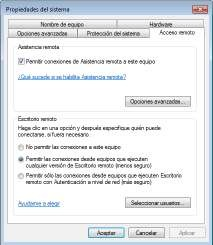 Propiedades del sistema
Nombre de equipo
Hardware
Opciones avanzadas
Protección del sistema
Acceso remoto
Asistencia remota
Permitir conexiones de Asistencia remota a este equipo
¿Qué sucede si se habilita Asistencia remota?
Opciones avanzadas...
Escritorio remoto
Haga clic en una opción y después especifique quién puede
conectarse, si fuera necesario
No permitir las conexiones a este equipo
Permitir las conexiones desde equipos que ejecuten
cualquier versión de Escritorio remoto (menos seguro)
Permitir sólo las conexiones desde equipos que ejecuten Escritorio
remoto con Autenticación a nivel de red (más seguro)
Ayudarme a elegir
Seleccionar usuarios...
Aceptar
Cancelar
Aplicar